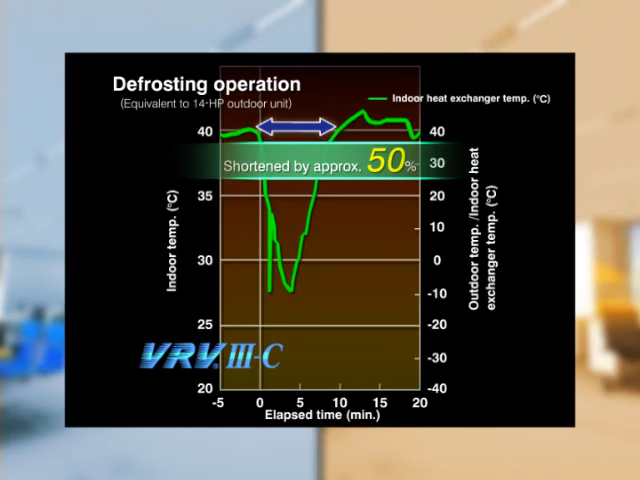 Defrosting operation
(Equivalent to 14-HP outdoor unit)
Indoor heat exchanger temp. (°C)
Shortened by approx. 50%
40
35
30
25
20
Indoor temp. (°C)
40
30
20
10
0
-10
-20
-30
-40
Outdoor temp. /Indoor heat
exchanger temp. (°C)
VRV III-C
-5 0 5 10 15 20
Elapsed time (min.)